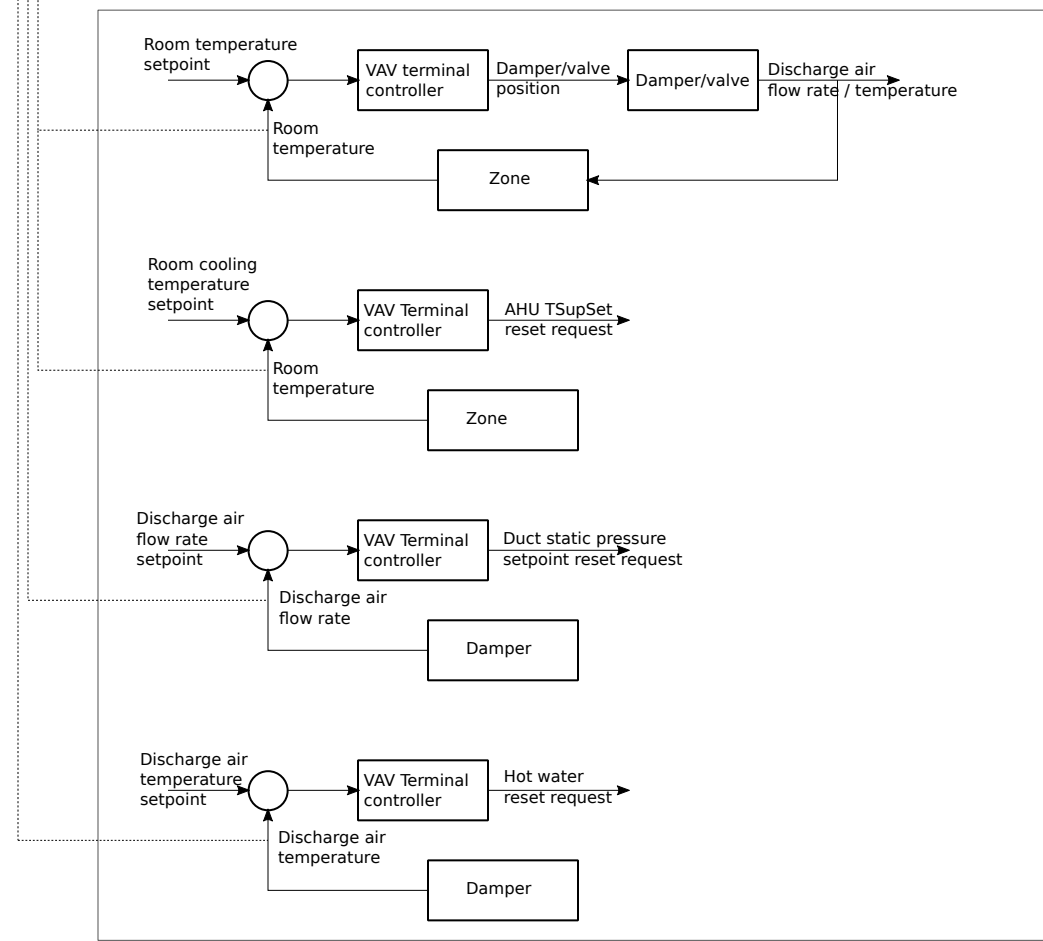 Room temperature
setpoint
VAV terminal
controller
Damper/valve
position
Damper/valve
Discharge air
flow rate / temperature
Room
temperature
Zone
Room cooling
temperature
setpoint
VAV Terminal
controller
AHU TSupSet
reset request
Room
temperature
Zone
Discharge air
flow rate
setpoint
VAV Terminal
controller
Duct static pressure
setpoint reset request
Discharge air
flow rate
Damper
Discharge air
temperature
setpoint
VAV Terminal
controller
Hot water
reset request
Discharge air
temperature
Damper